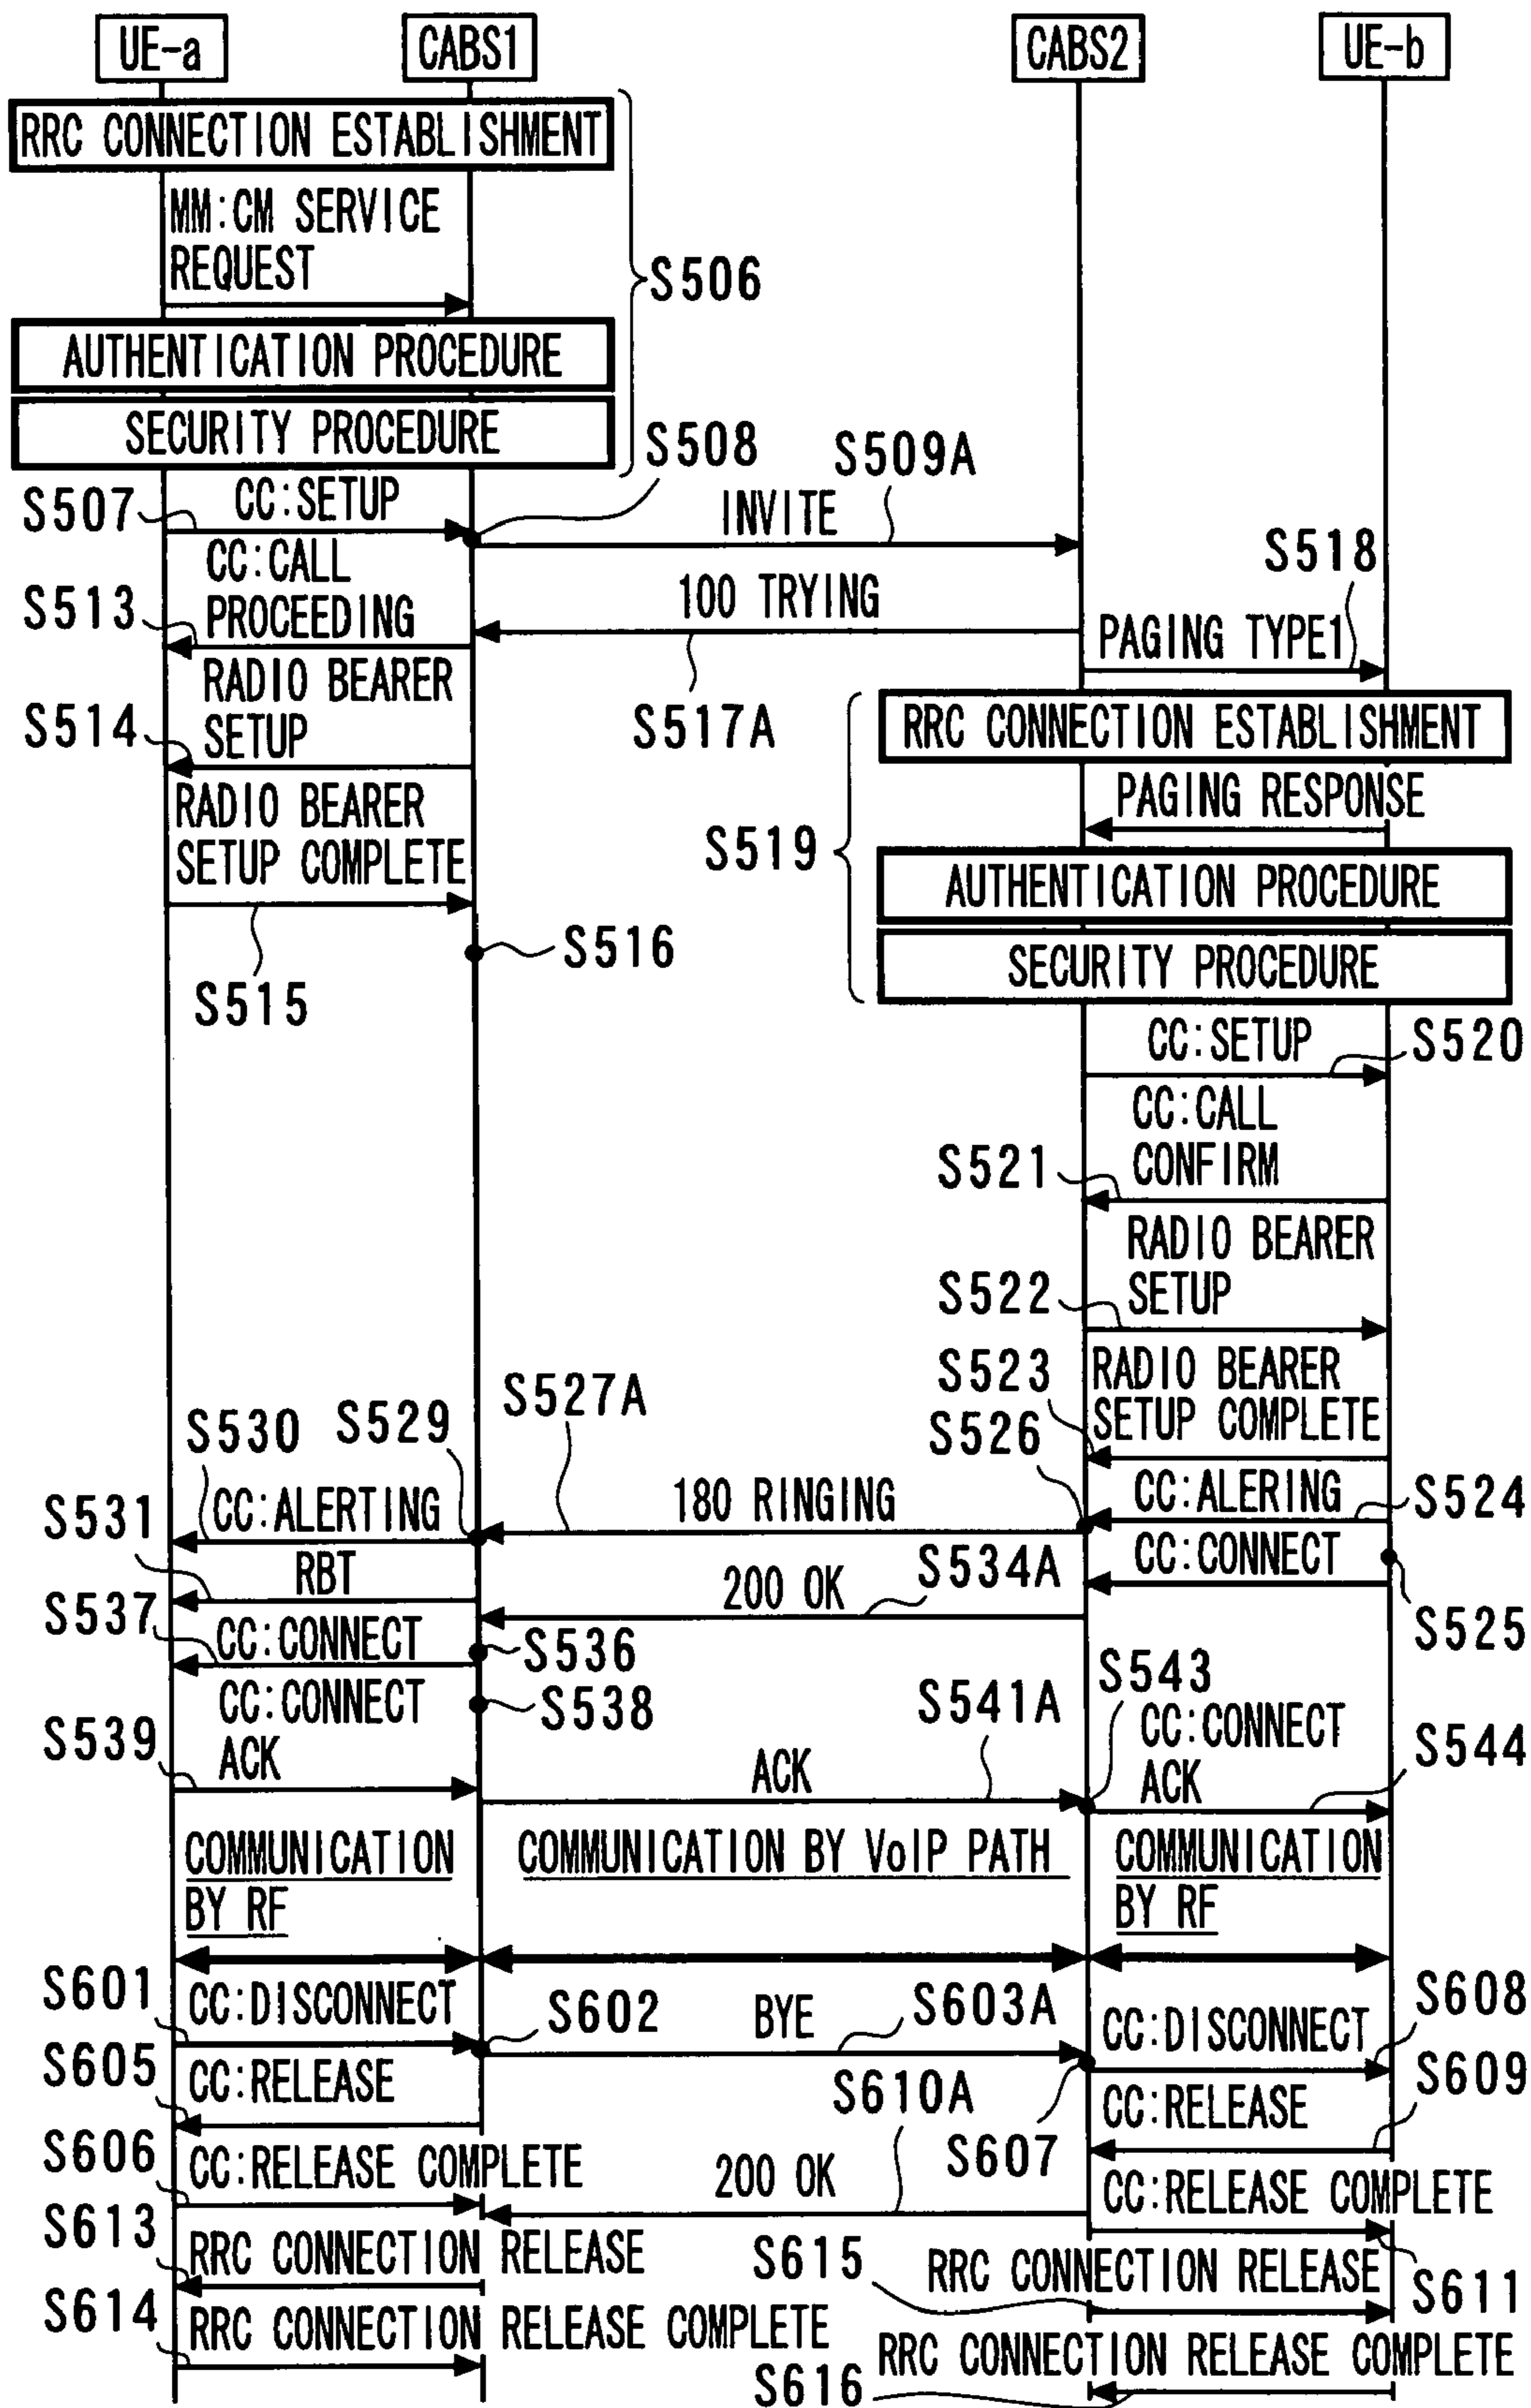 UE-a
CABS1
CABS2
UE-b
RRC CONNECTION ESTABLISHMENT
MM:CM SERVICE
REQUEST
S506
AUTHENTICATION PROCEDURE
SECURITY PROCEDURE
S508
S509A
S507
CC:SETUP
INVITE
S518
CC:CALL
PROCEEDING
S513
100 TRYING
PAGING TYPE1
RADIO BEARER
SETUP
S514
S517A
RRC CONNECTION ESTABLISHMENT
RADIO BEARER
SETUP COMPLETE
PAGING RESPONSE
S519
AUTHENTICATION PROCEDURE
S516
SECURITY PROCEDURE
S515
CC:SETUP
S520
CC:CALL
CONFIRM
S521
RADIO BEARER
SETUP
S522
S523
RADIO BEARER
SETUP COMPLETE
S527A
S529
S530
S526
CC:ALERTING
180 RINGING
CC:ALERING
S524
S531
RBT
200 OK
S534A
CC:CONNECT
S525
S537
CC:CONNECT
S536
S543
CC:CONNECT
ACK
S538
S541A
CC:CONNECT
ACK
S544
S539
ACK
COMMUNICATION
BY RF
COMMUNICATION BY VoIP PATH
COMMUNICATION
BY RF
S601
CC:DISCONNECT
S602
BYE
S603A
CC:DISCONNECT
S608
S605
CC:RELEASE
S610A
CC:RELEASE
S609
S606
CC:RELEASE COMPLETE
200 OK
S607
CC:RELEASE COMPLETE
S613
RRC CONNECTION RELEASE
S615
RRC CONNECTION RELEASE
S611
S614
RRC CONNECTION RELEASE COMPLETE
RRC CONNECTION RELEASE COMPLETE
S616